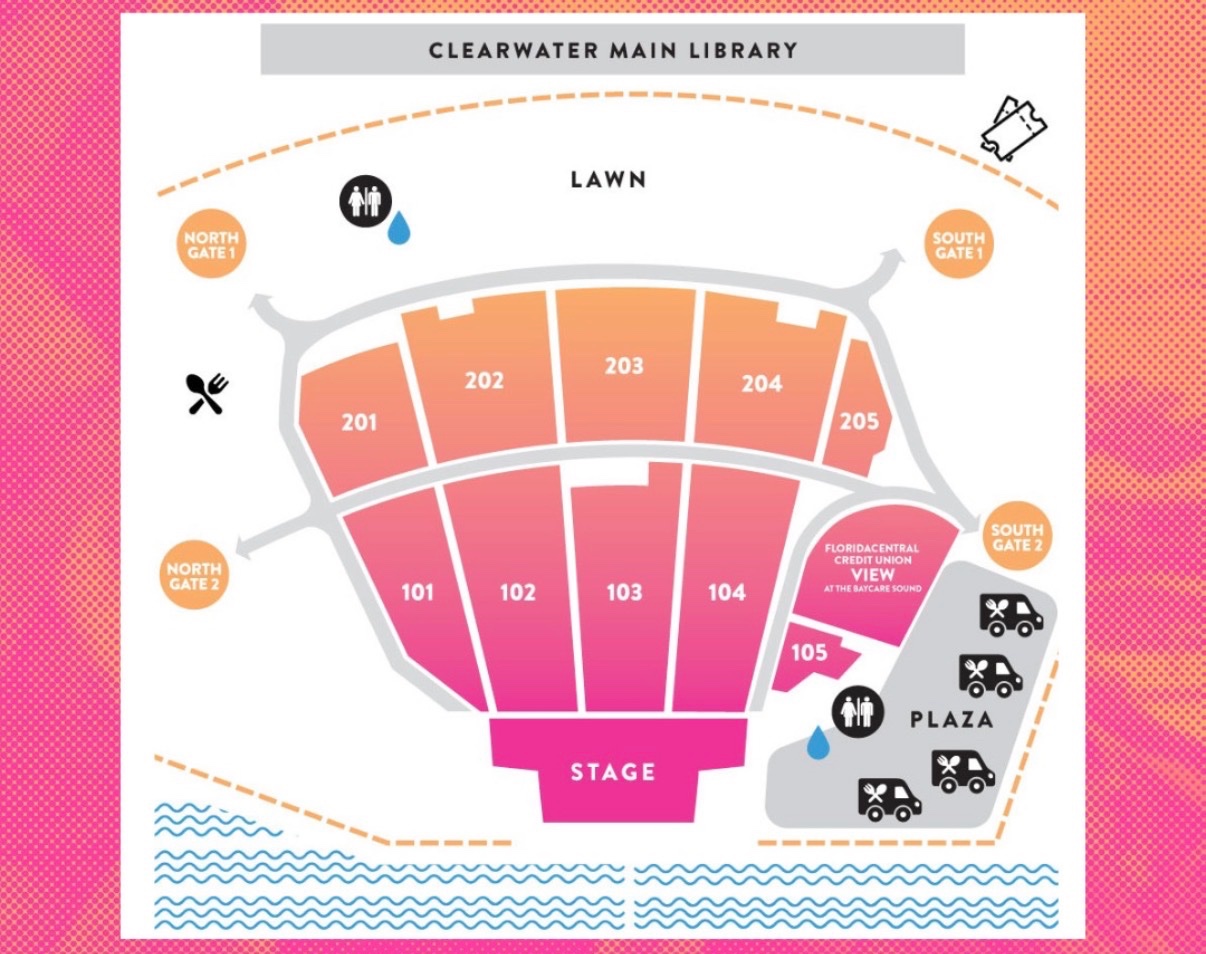 CLEARWATER MAIN LIBRARY
LAWN
NORTH
GATE 1
SOUTH
GATE 1
201
202
203
204
205
NORTH
GATE 2
SOUTH
GATE 2
101
102
103
104
FLORIDACENTRAL
CREDIT UNION
VIEW
AT THE BAYCARE SOUND
105
PLAZA
STAGE